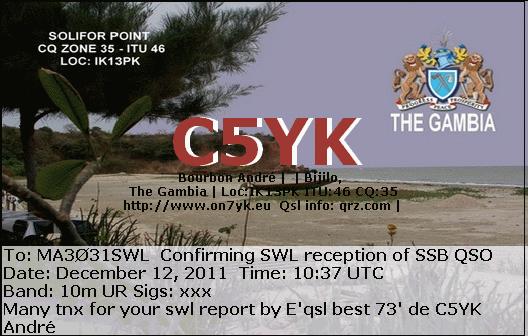 SOLIFOR POINT
CQ ZONE 35 - ITU 46
LOC: IK13PK
PROGRESS PEACE PROSPERITY
THE GAMBIA
C5YK
Bourbon André | | Bijilo,
The Gambia | Loc:IK13PK ITU:46 CQ:35
http://www.on7yk.eu Qsl info: qrz.com |
To: MA3Ø31SWL Confirming SWL reception of SSB QSO
Date: December 12, 2011 Time: 10:37 UTC
Band: 10m UR Sigs: xxx
Many tnx for your swl report by E'qsl best 73' de C5YK
André